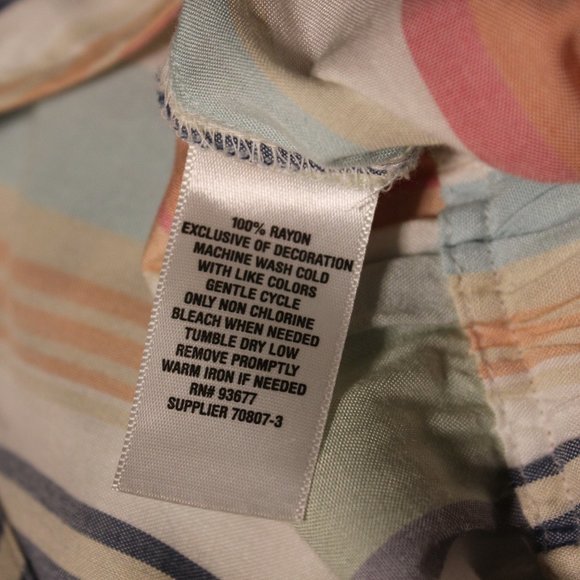 100% RAYON
EXCLUSIVE OF DECORATION
MACHINE WASH COLD
WITH LIKE COLORS
GENTLE CYCLE
ONLY NON CHLORINE
BLEACH WHEN NEEDED
TUMBLE DRY LOW
REMOVE PROMPTLY
WARM IRON IF NEEDED
RN# 93677
SUPPLIER 70807-3